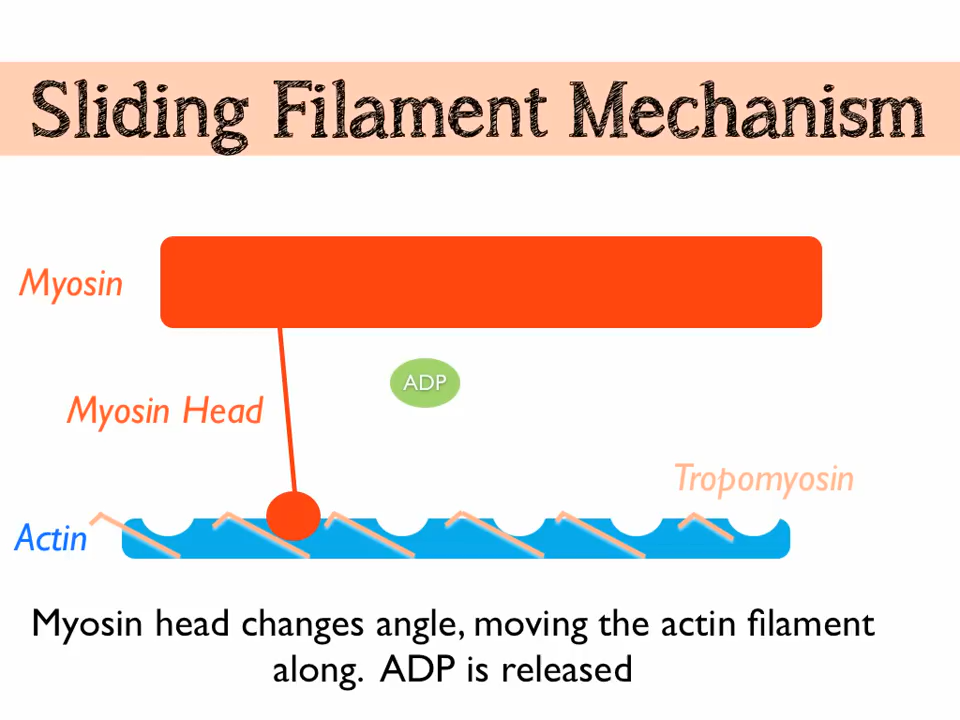 Sliding Filament Mechanism
Myosin
ADP
Myosin Head
Tropomyosin
Actin
Myosin head changes angle, moving the actin filament
along. ADP is released